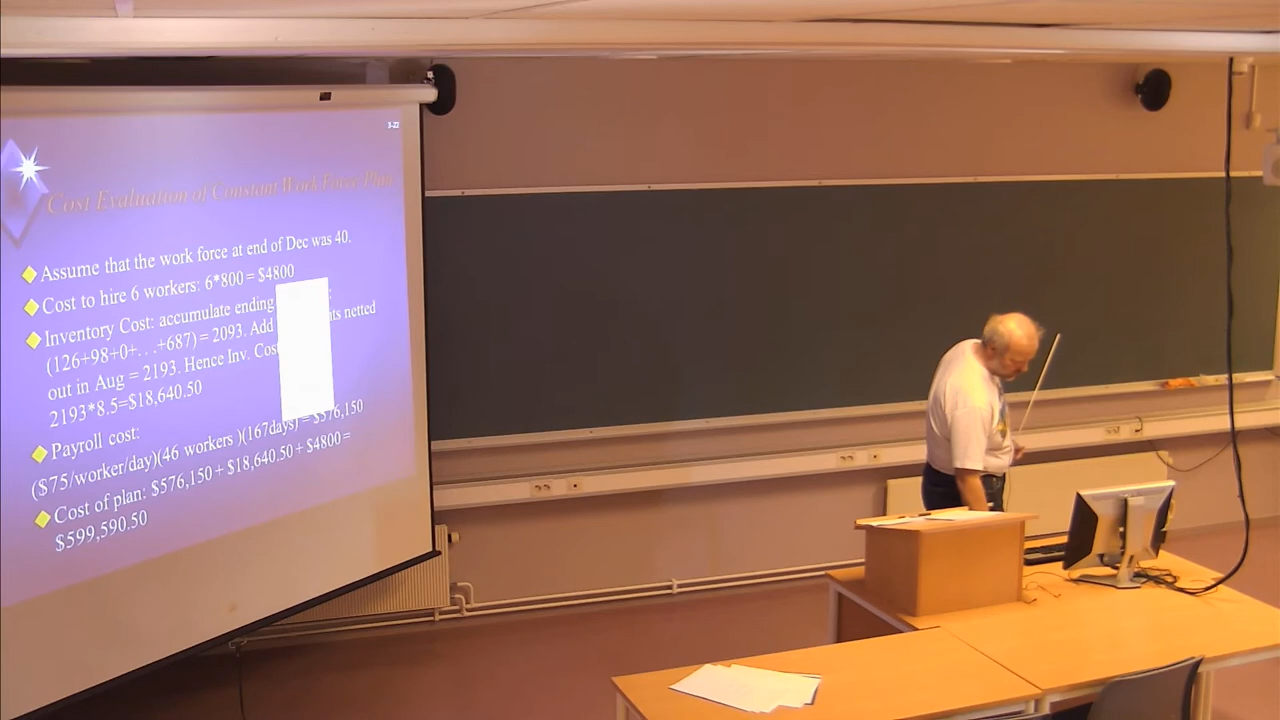 3-22
Cost Evaluation of Constant Work Force Plan
Assume that the work force at end of Dec was 40.
Cost to hire 6 workers: 6*800 = $4800
Inventory Cost: accumulate ending
(126+98+0+. . .+687) = 2093. Add its netted
out in Aug = 2193. Hence Inv. Cost
2193*8.5=$18,640.50
Payroll cost:
($75/worker/day)(46 workers )(167days) = $576,150
Cost of plan: $576,150 + $18,640.50 + $4800 =
$599,590.50